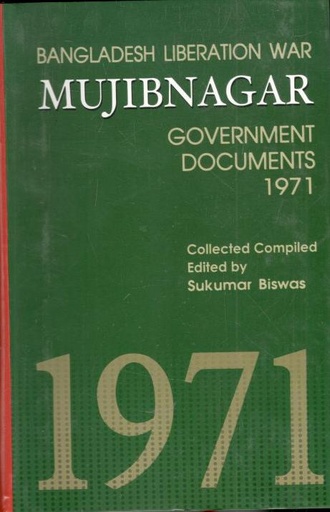 BANGLADESH LIBERATION WAR
MUJIBNAGAR
GOVERNMENT
DOCUMENTS
1971
Collected Compiled
Edited by
Sukumar Biswas
1971